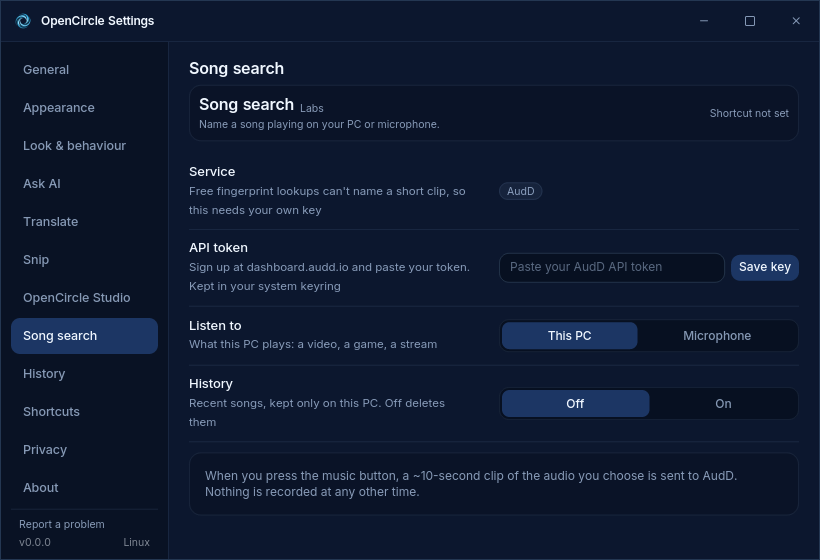 OpenCircle Settings
General
Appearance
Look & behaviour
Ask AI
Translate
Snip
OpenCircle Studio
Song search
History
Shortcuts
Privacy
About
Report a problem
v0.0.0 Linux
Song search
Song search Labs
Name a song playing on your PC or microphone.
Shortcut not set
Service
Free fingerprint lookups can't name a short clip, so
this needs your own key
AudD
API token
Sign up at dashboard.audd.io and paste your token.
Kept in your system keyring
Paste your AudD API token
Save key
Listen to
What this PC plays: a video, a game, a stream
This PC
Microphone
History
Recent songs, kept only on this PC. Off deletes
them
Off
On
When you press the music button, a ~10-second clip of the audio you choose is sent to AudD.
Nothing is recorded at any other time.